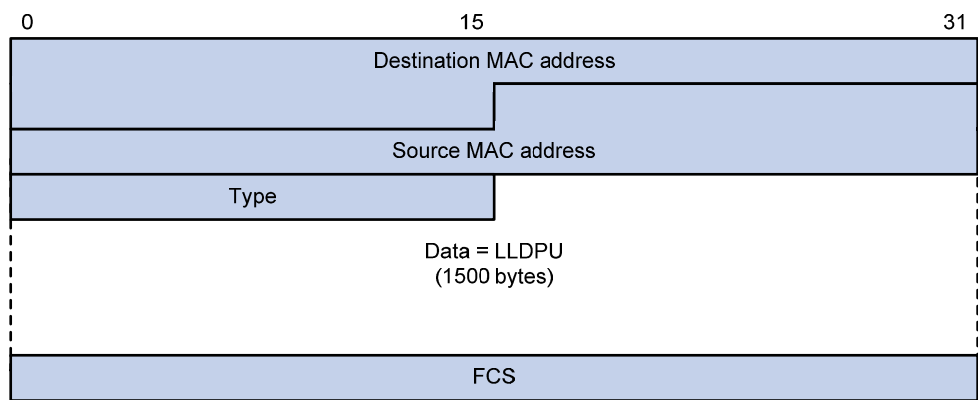 0 15 31
Destination MAC address
Source MAC address
Type
Data = LLDPU
(1500 bytes)
FCS